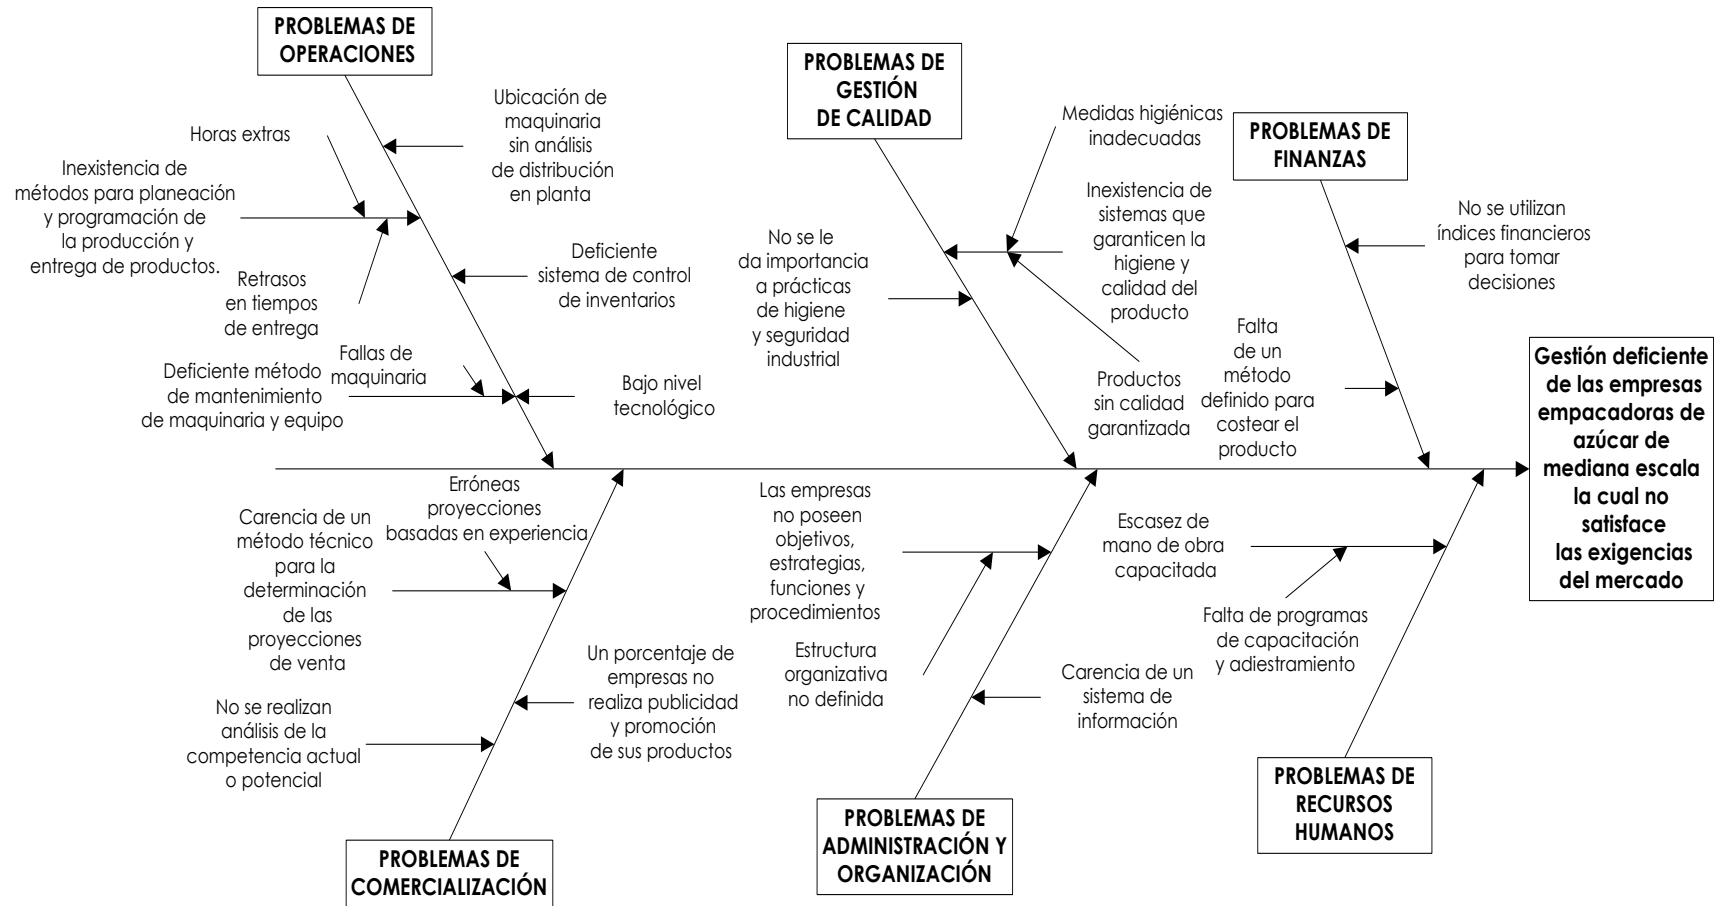 PROBLEMAS DE
OPERACIONES
Ubicación de
maquinaria
sin análisis
de distribución
en planta
Horas extras
Inexistencia de
métodos para planeación
y programación de
la producción y
entrega de productos.
Retrasos
en tiempos
de entrega
Deficiente
sistema de control
de inventarios
Fallas de
maquinaria
Deficiente método
de mantenimiento
de maquinaria y equipo
Bajo nivel
tecnológico
PROBLEMAS DE
GESTIÓN
DE CALIDAD
Medidas higiénicas
inadecuadas
Inexistencia de
sistemas que
garanticen la
higiene y
calidad del
producto
No se le
da importancia
a prácticas
de higiene
y seguridad
industrial
Productos
sin calidad
garantizada
PROBLEMAS DE
FINANZAS
No se utilizan
índices financieros
para tomar
decisiones
Falta
de un
método
definido para
costear el
producto
Gestión deficiente
de las empresas
empacadoras de
azúcar de
mediana escala
la cual no
satisface
las exigencias
del mercado
Erróneas
proyecciones
basadas en experiencia
Carencia de un
método técnico
para la
determinación
de las
proyecciones
de venta
Un porcentaje de
empresas no
realiza publicidad
y promoción
de sus productos
No se realizan
análisis de la
competencia actual
o potencial
PROBLEMAS DE
COMERCIALIZACIÓN
Las empresas
no poseen
objetivos,
estrategias,
funciones y
procedimientos
Estructura
organizativa
no definida
Carencia de un
sistema de
información
PROBLEMAS DE
ADMINISTRACIÓN Y
ORGANIZACIÓN
Escasez de
mano de obra
capacitada
Falta de programas
de capacitación
y adiestramiento
PROBLEMAS DE
RECURSOS
HUMANOS